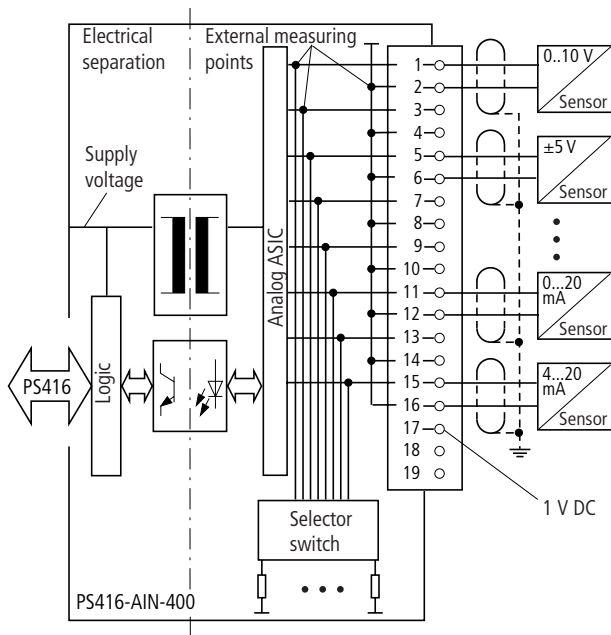 Electrical
separation
External measuring
points
Supply
voltage
Analog ASIC
Logic
PS416
1
2
3
4
5
6
7
8
9
10
11
12
13
14
15
16
17
18
19
0..10 V
Sensor
±5 V
Sensor
0...20
mA
Sensor
4...20
mA
Sensor
1 V DC
Selector
switch
PS416-AIN-400